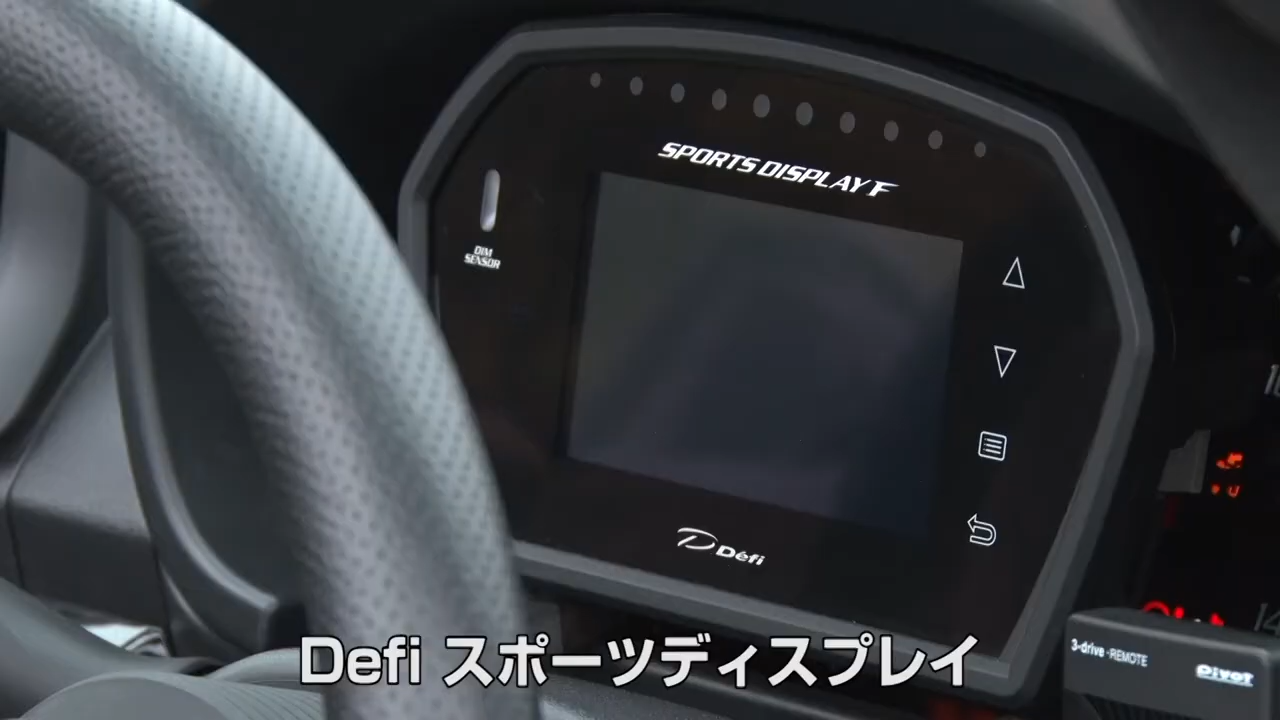 SPORTS DISPLAY F
DIM
SENSOR
Défi
3-drive･REMOTE
Pivot
Defi スポーツディスプレイ